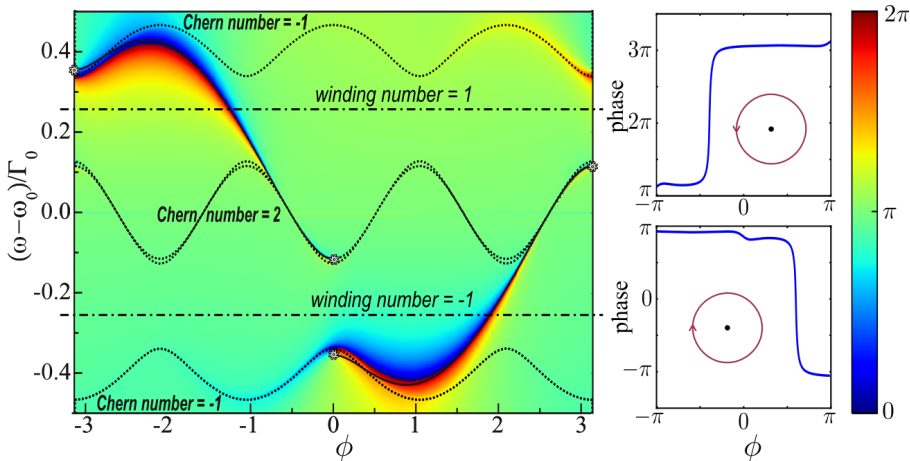 Chern number = -1
winding number = 1
Chern number = 2
winding number = -1
Chern number = -1
(ω−ω0)/Γ0
0.4
0.2
0.0
-0.2
-0.4
-3
-2
-1
0
1
2
3
ϕ
phase
3π
2π
π
−π
0
π
phase
π
0
−π
−π
0
π
ϕ
2π
π
0